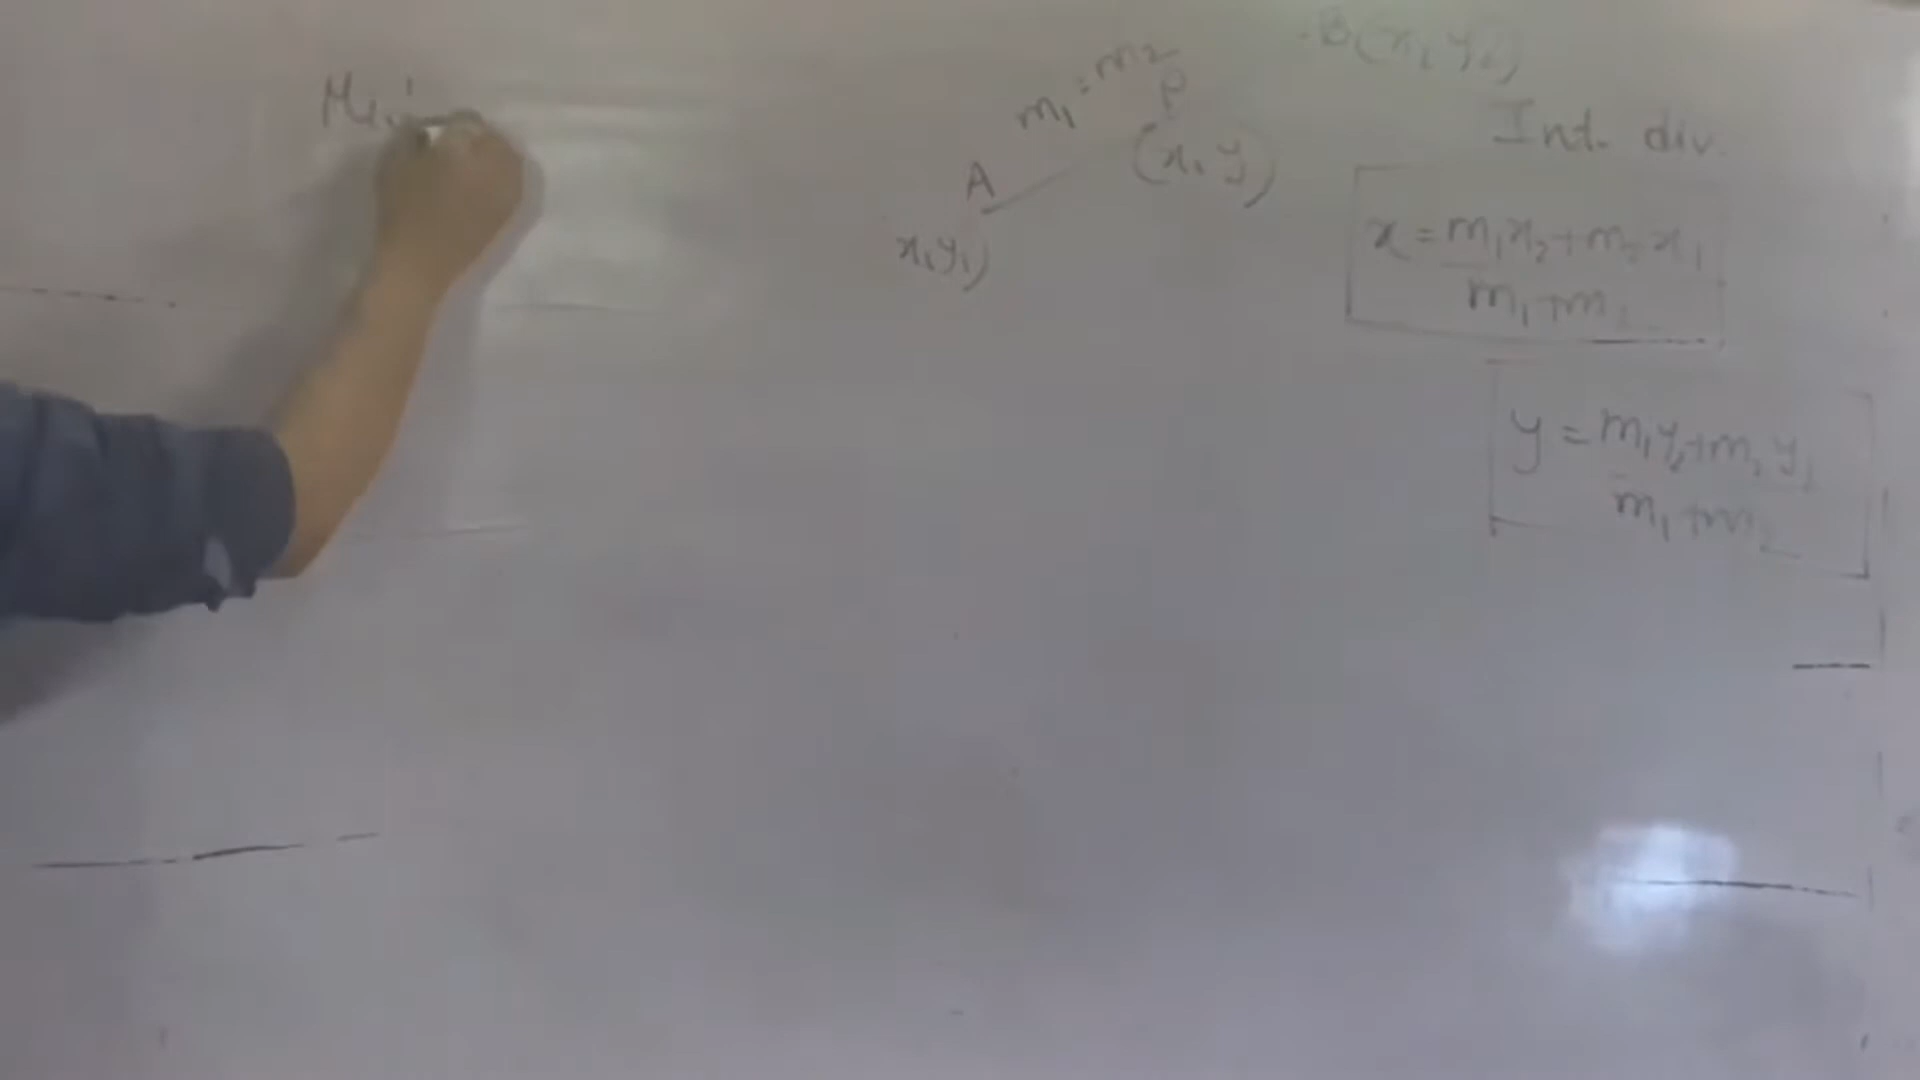 m₁:m₂
P
(x, y)
A
x₁y₁)
B(x₂ y₂)
Int. div.
x = m₁x₂+m₂x₁
m₁+m₂
y = m₁y₂+m₂y₁
m₁+m₂